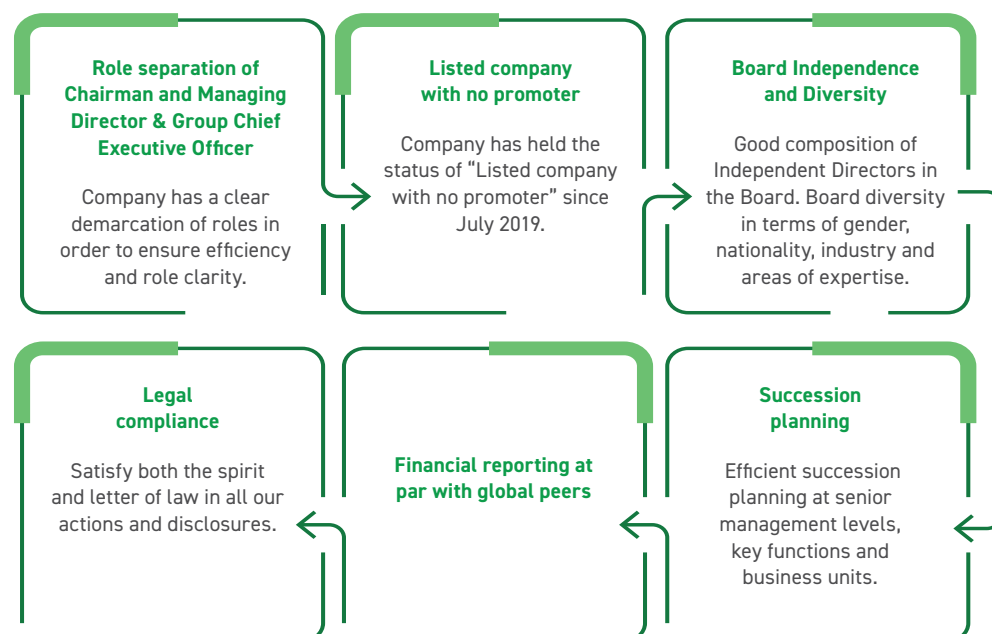 Role separation of
Chairman and Managing
Director & Group Chief
Executive Officer
Company has a clear
demarcation of roles in
order to ensure efficiency
and role clarity.
Listed company
with no promoter
Company has held the
status of “Listed company
with no promoter” since
July 2019.
Board Independence
and Diversity
Good composition of
Independent Directors in
the Board. Board diversity
in terms of gender,
nationality, industry and
areas of expertise.
Succession
planning
Efficient succession
planning at senior
management levels,
key functions and
business units.
Financial reporting at
par with global peers
Legal
compliance
Satisfy both the spirit
and letter of law in all our
actions and disclosures.